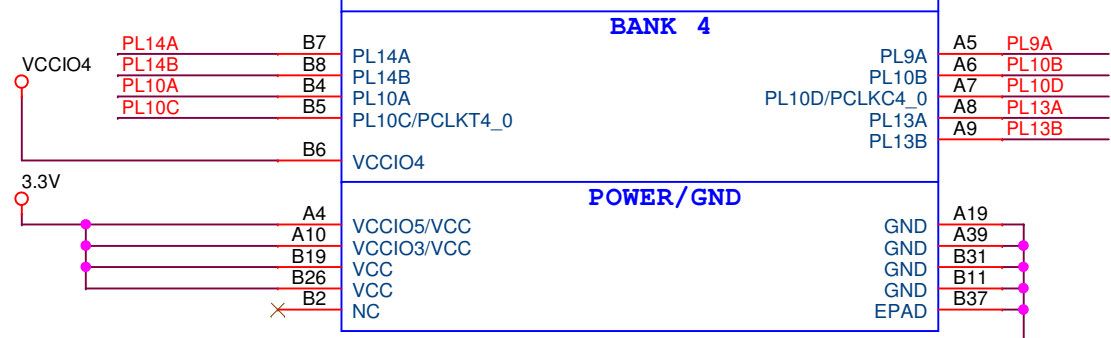 BANK 4
PL14A B7 PL14A PL9A A5 PL9A
VCCIO4 PL14B B8 PL14B PL10B A6 PL10B
PL10A B4 PL10A PL10D/PCLKC4_0 A7 PL10D
PL10C B5 PL10C/PCLKT4_0 PL13A A8 PL13A
PL13B A9 PL13B
B6 VCCIO4
3.3V POWER/GND
A4 VCCIO5/VCC GND A19
A10 VCCIO3/VCC GND A39
B19 VCC GND B31
B26 VCC GND B11
B2 NC EPAD B37